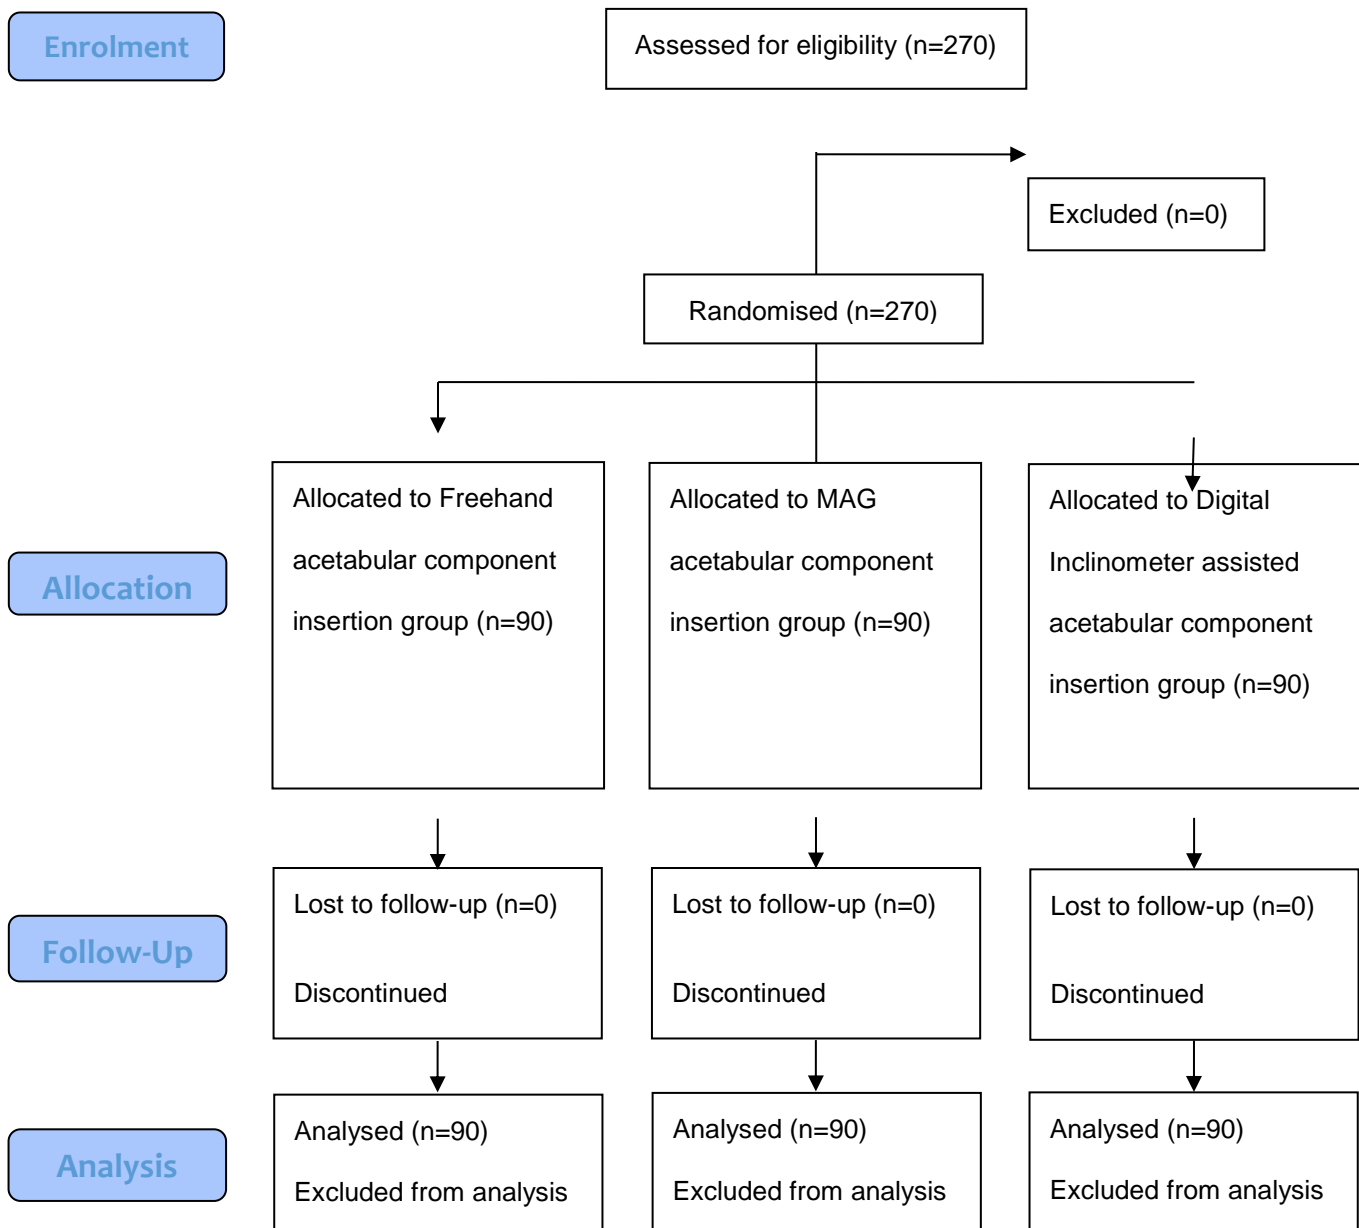 Enrolment
Assessed for eligibility (n=270)
Excluded (n=0)
Randomised (n=270)
Allocation
Allocated to Freehand
acetabular component
insertion group (n=90)
Allocated to MAG
acetabular component
insertion group (n=90)
Allocated to Digital
Inclinometer assisted
acetabular component
insertion group (n=90)
Follow-Up
Lost to follow-up (n=0)
Discontinued
Lost to follow-up (n=0)
Discontinued
Lost to follow-up (n=0)
Discontinued
Analysis
Analysed (n=90)
Excluded from analysis
Analysed (n=90)
Excluded from analysis
Analysed (n=90)
Excluded from analysis